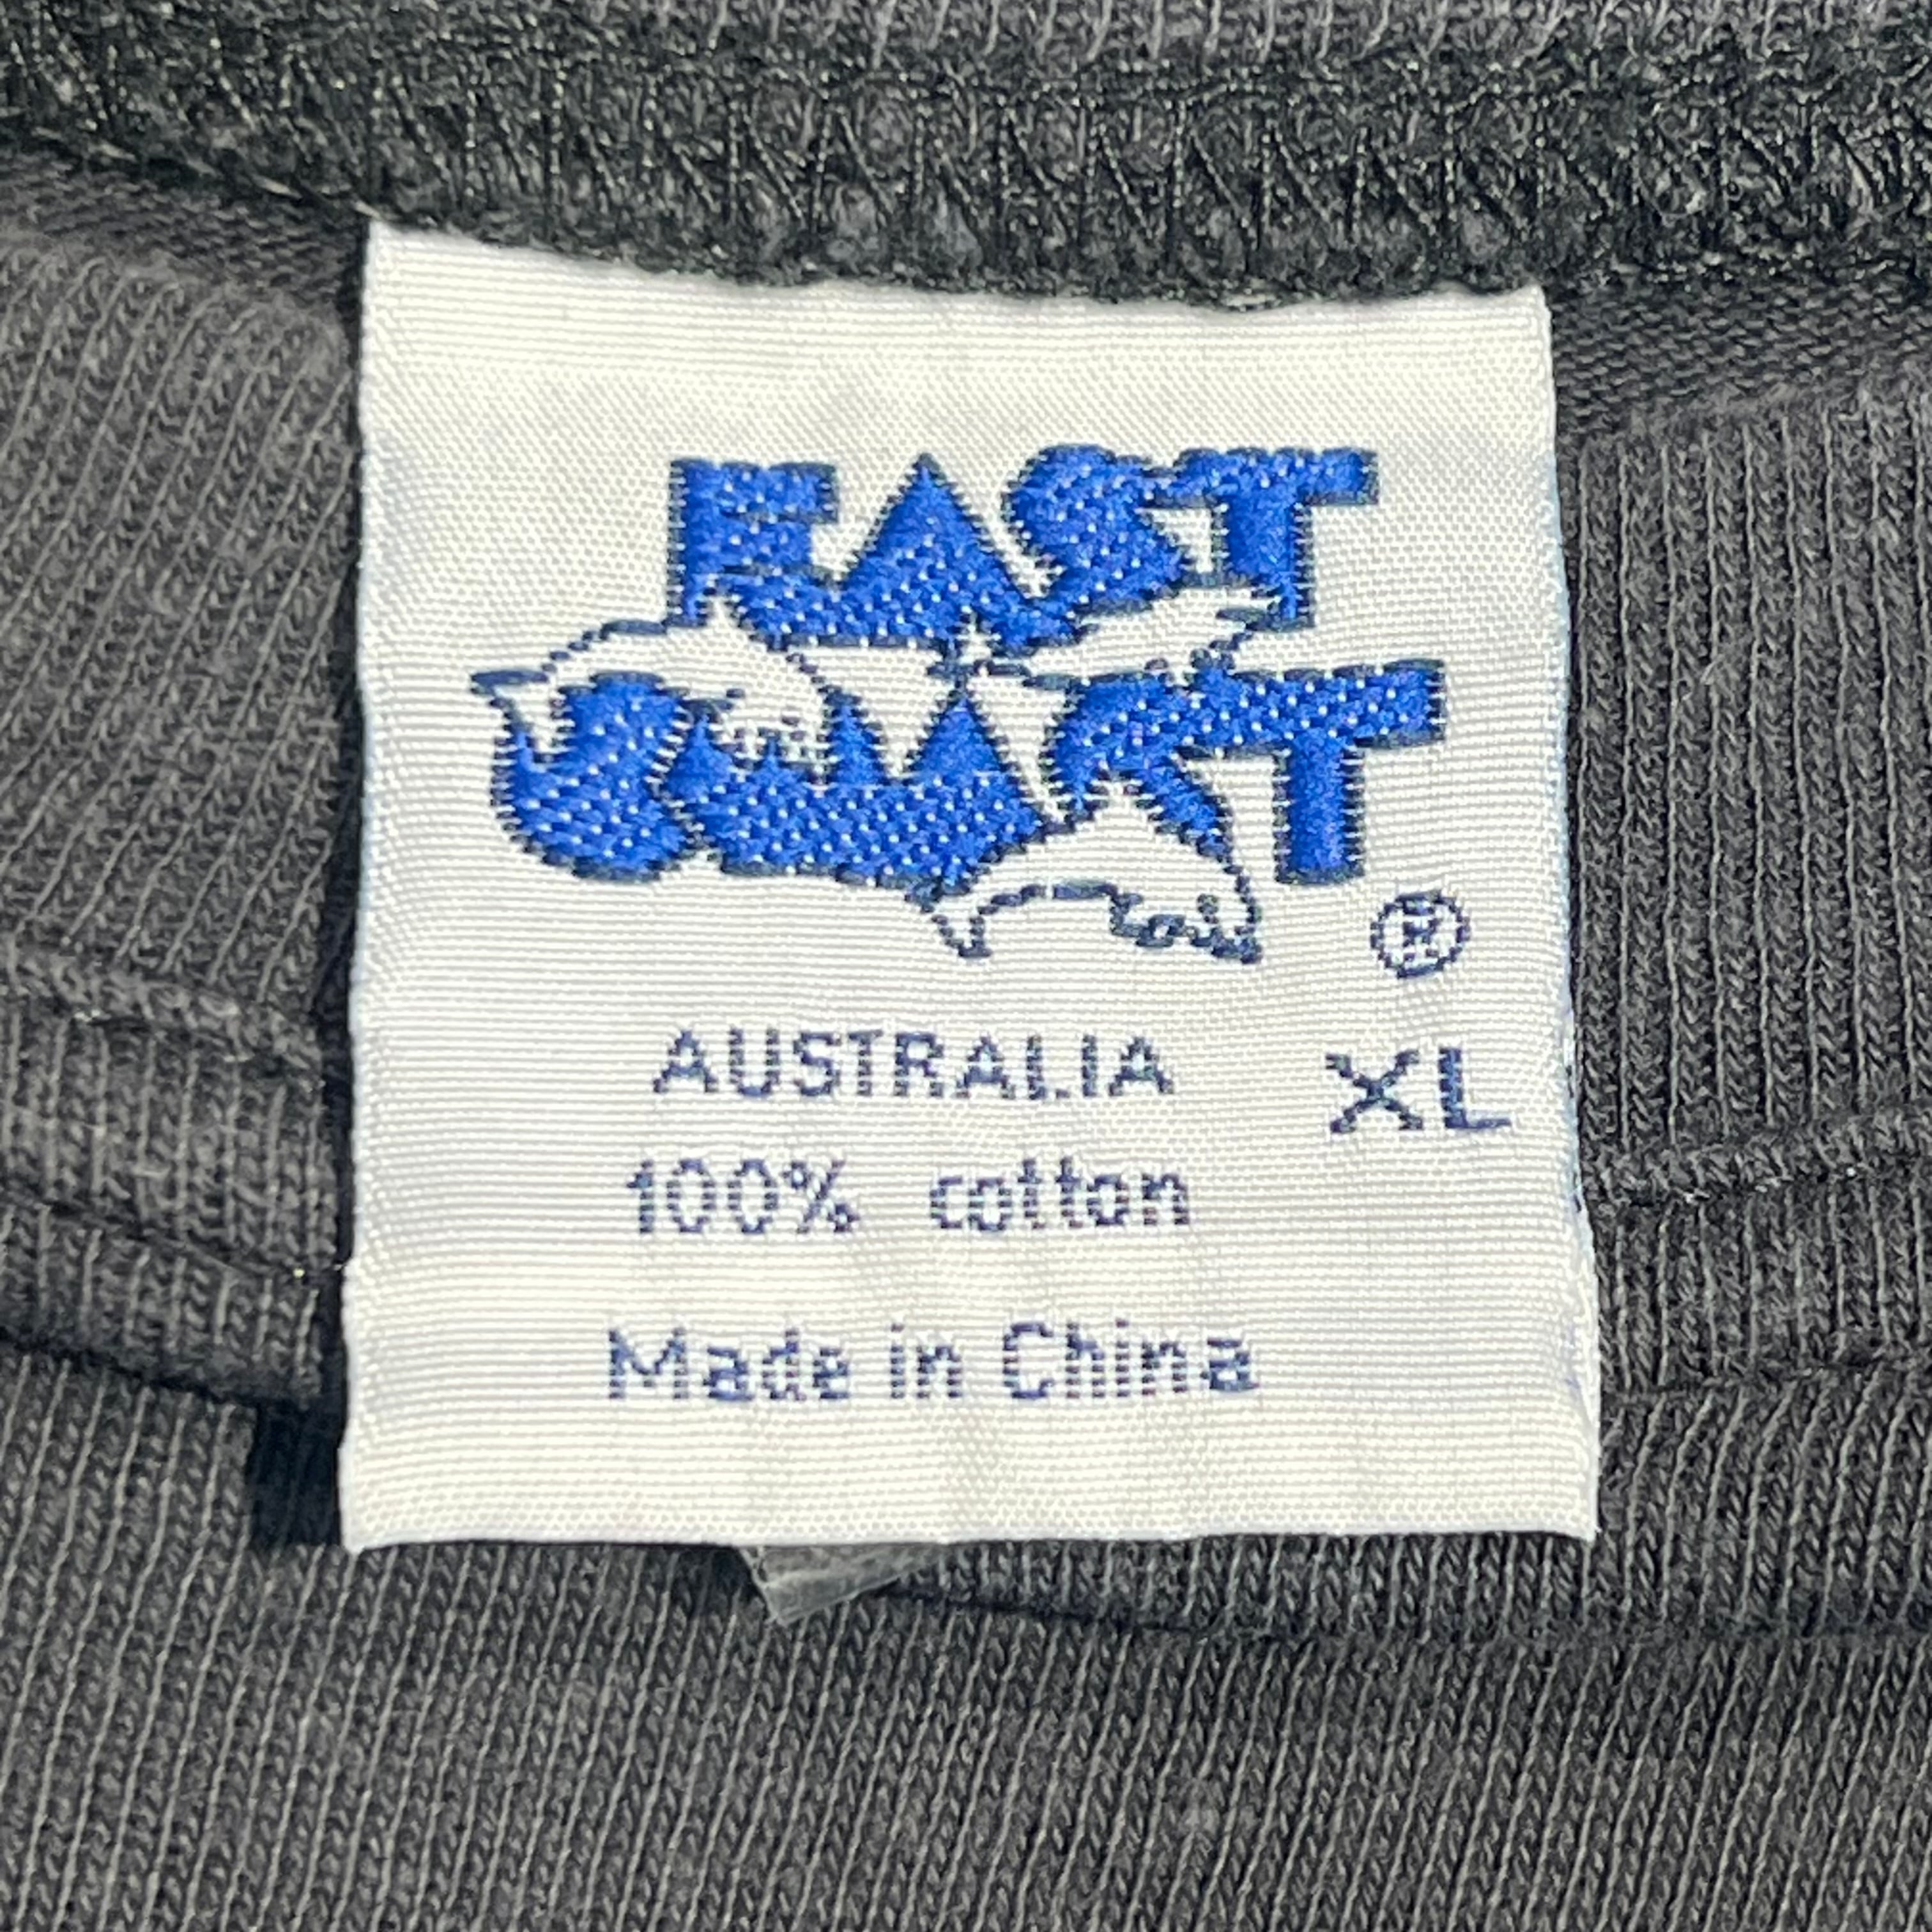 EAST
COAST
®
AUSTRALIA XL
100% cotton
Made in China